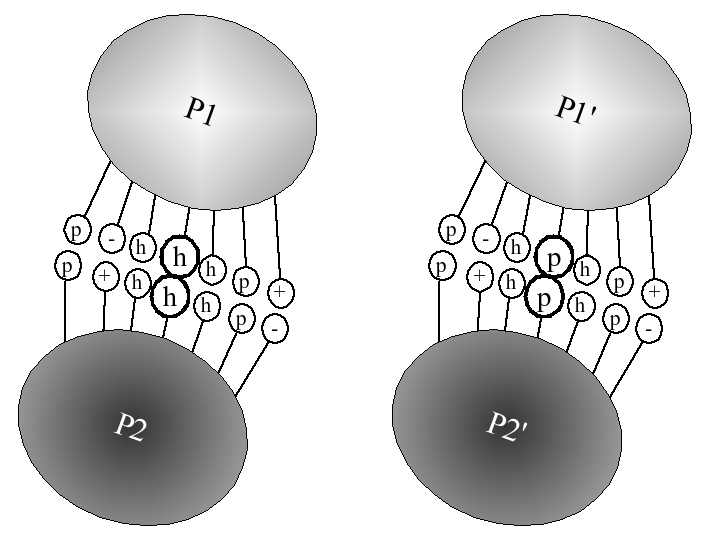 P1 P1'
p - h h h p + p - h p h p +
p + h h h p - p + h p h p -
P2 P2'